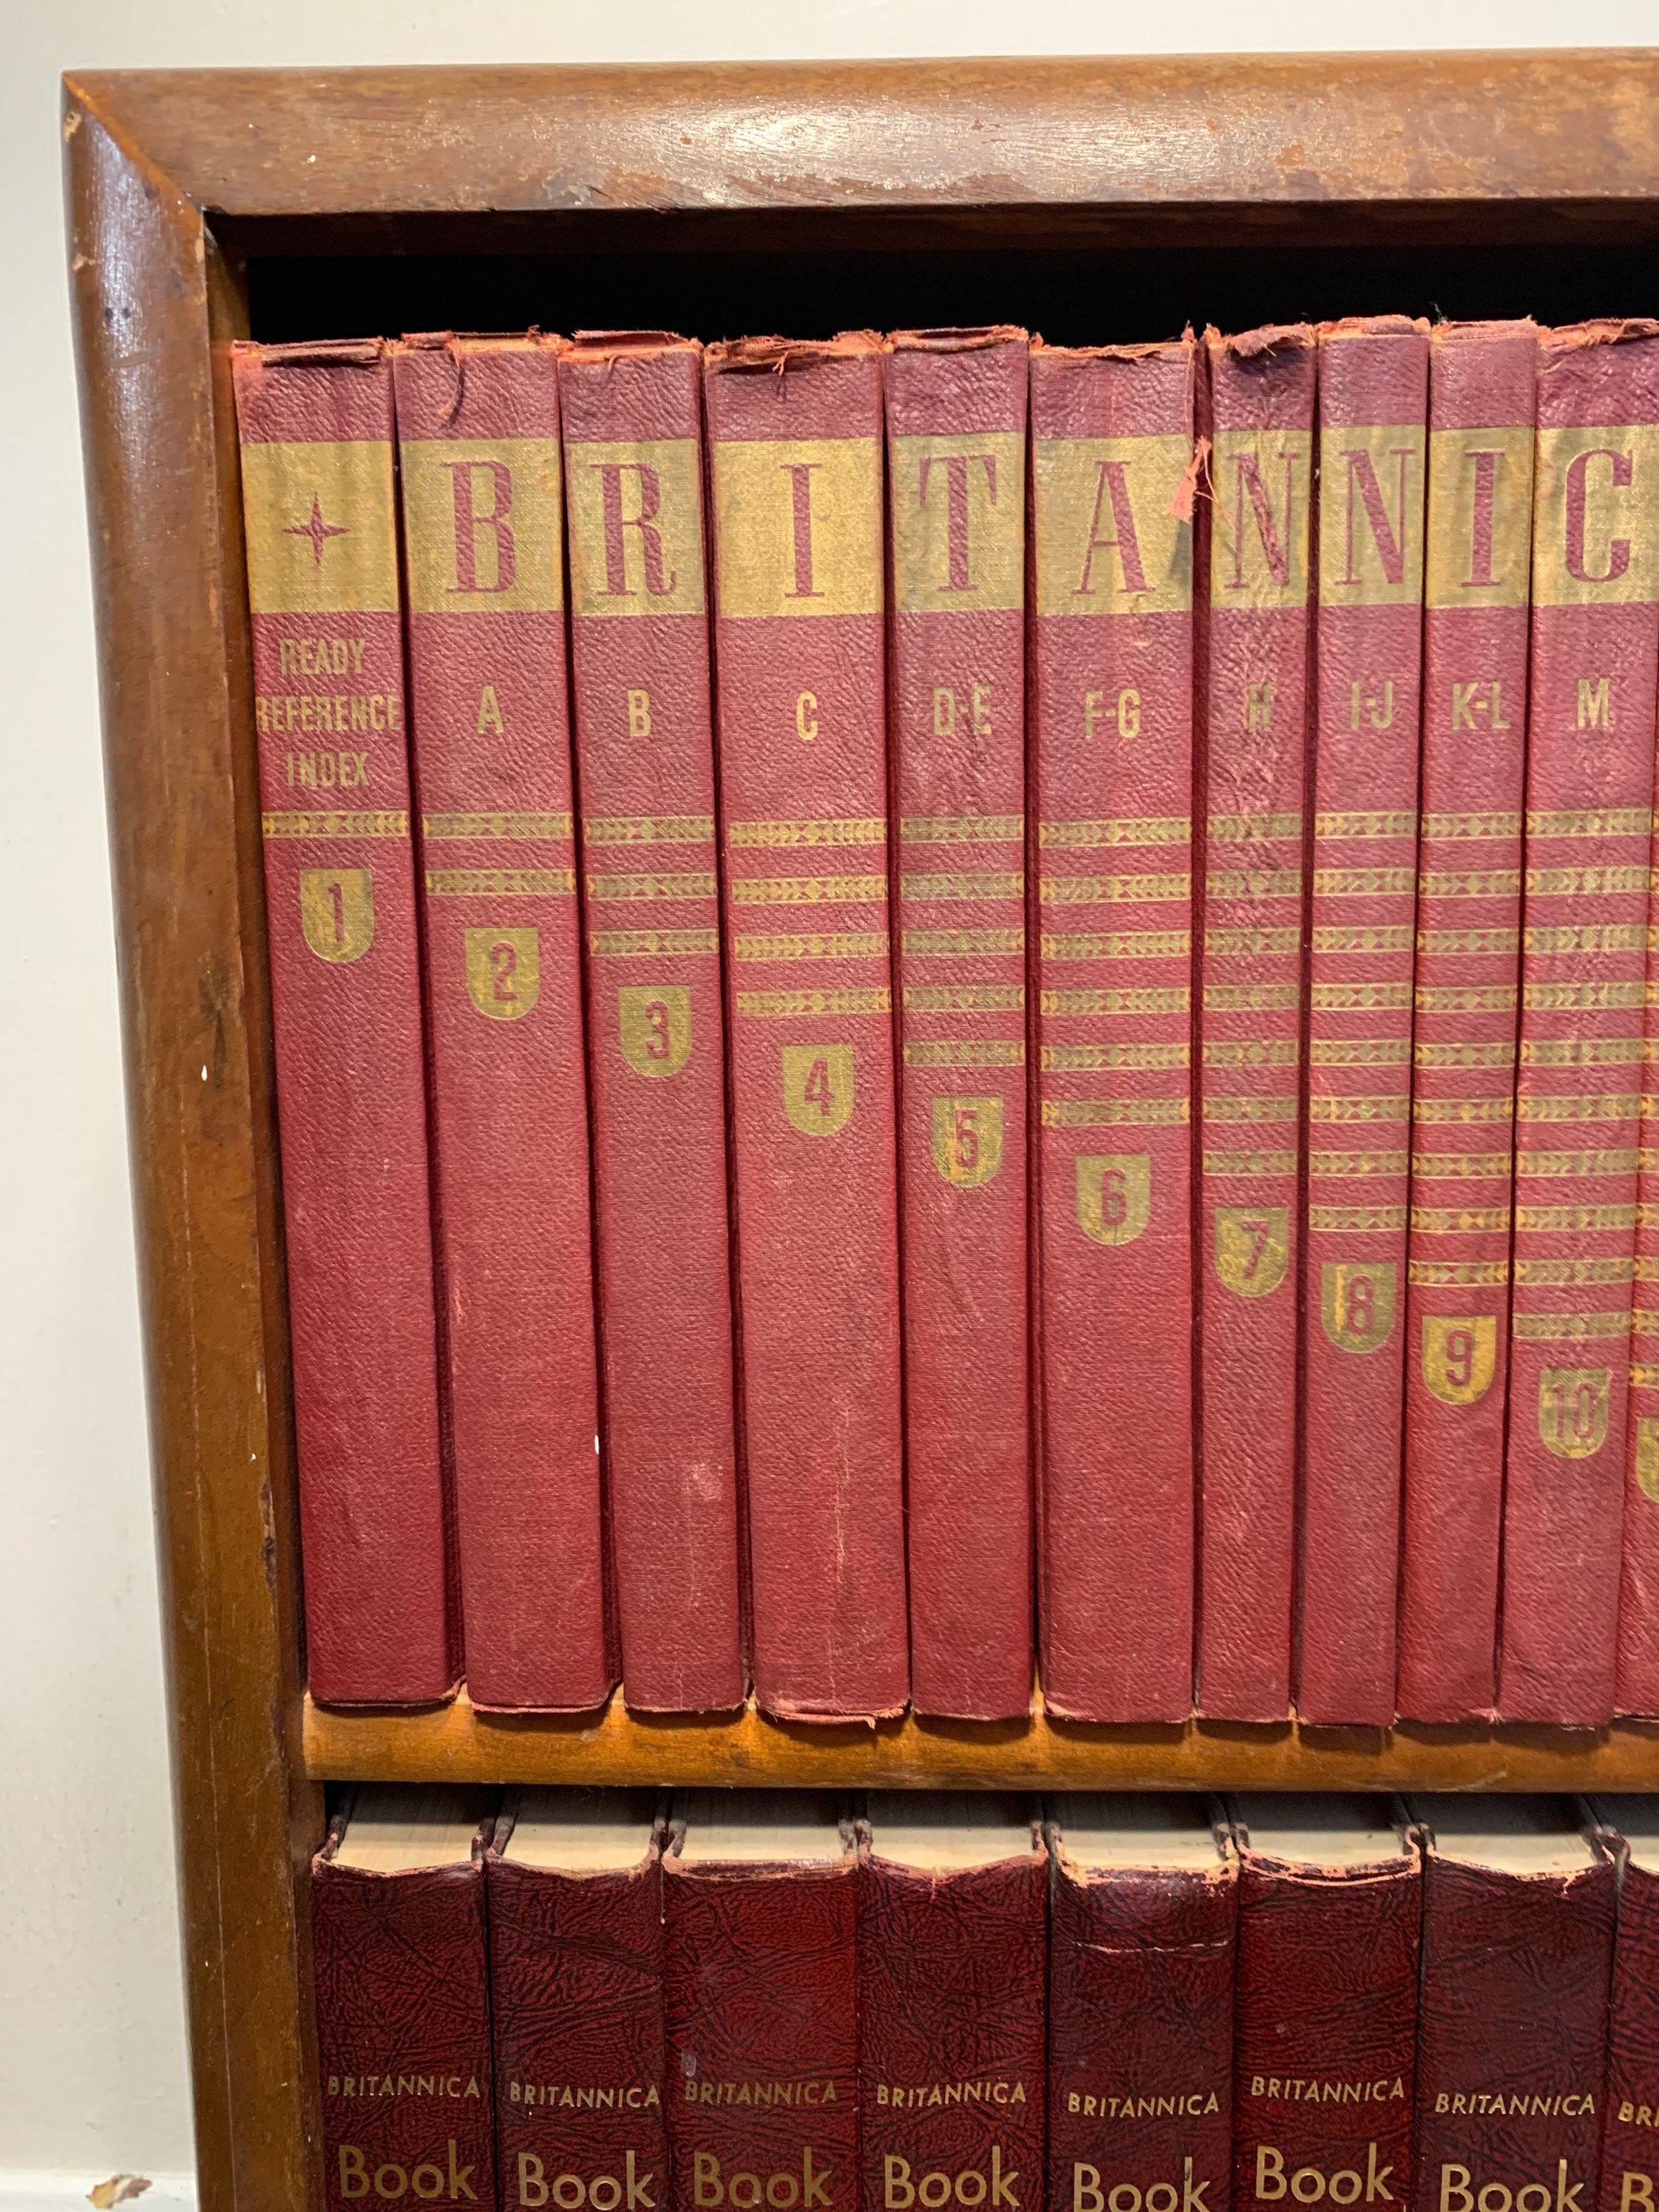 B R I T A N N I C
READY
REFERENCE
INDEX
A
B
C
D-E
F-G
H
I-J
K-L
M
1
2
3
4
5
6
7
8
9
10
BRITANNICA
Book
BRITANNICA
Book
BRITANNICA
Book
BRITANNICA
Book
BRITANNICA
Book
BRITANNICA
Book
BRITANNICA
Book